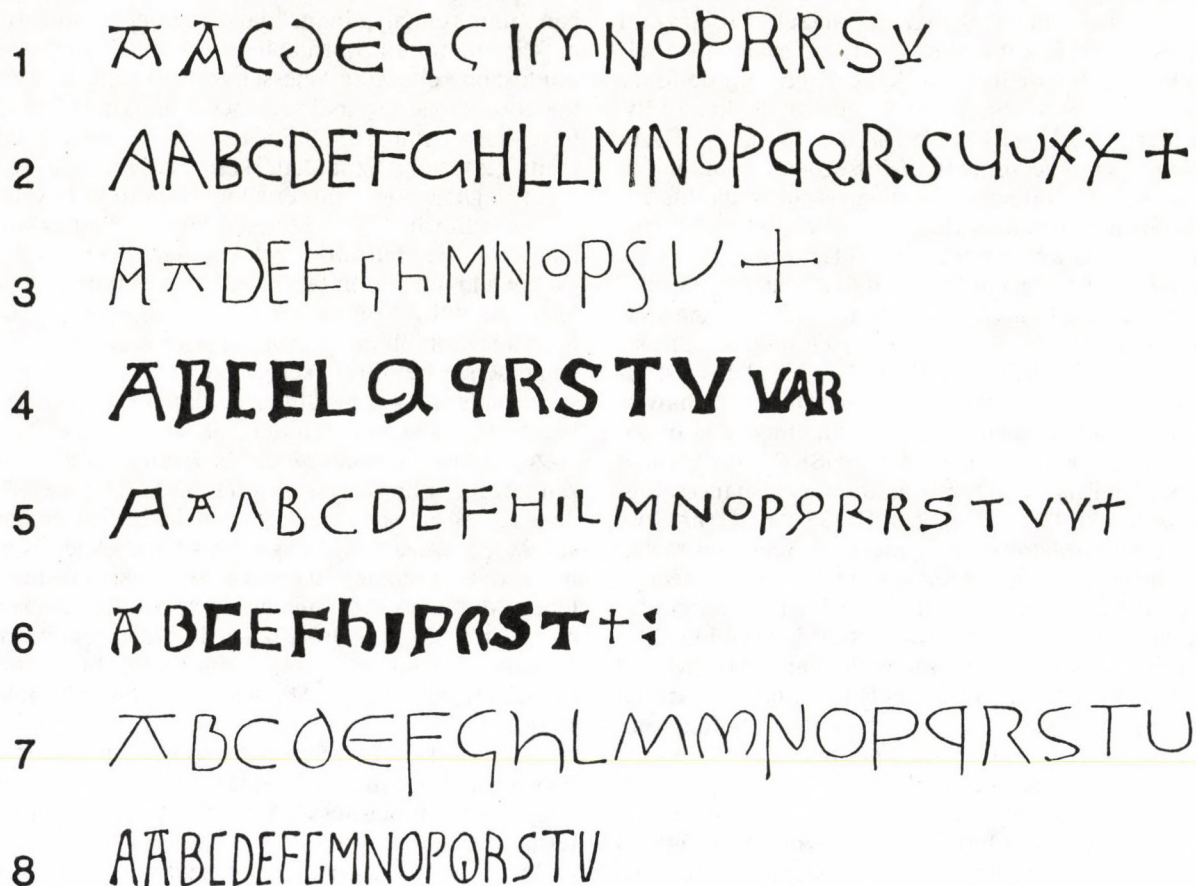 1 A A C D E G G I M N O P R R S Y
2 A A B C D E F G H L L M N O P Q Q R S U U X Y +
3 A A D E F G H M N O P S V +
4 A B C E L Q Q R S T V VAR
5 A A A B C D E F H I L M N O P Q R R S T V V +
6 A B C E F h I P R S T + :
7 A B C D E F G h L M M N O P Q R S T U
8 A A B C D E F G M N O P Q R S T V